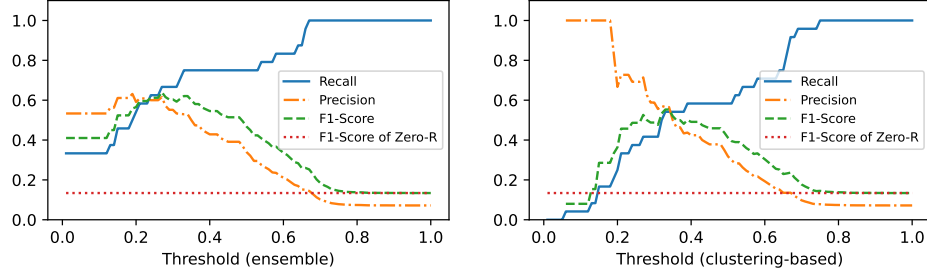 1.0
0.8
0.6
0.4
0.2
0.0
0.0 0.2 0.4 0.6 0.8 1.0
Threshold (ensemble)
Recall
Precision
F1-Score
F1-Score of Zero-R
1.0
0.8
0.6
0.4
0.2
0.0
0.0 0.2 0.4 0.6 0.8 1.0
Threshold (clustering-based)
Recall
Precision
F1-Score
F1-Score of Zero-R